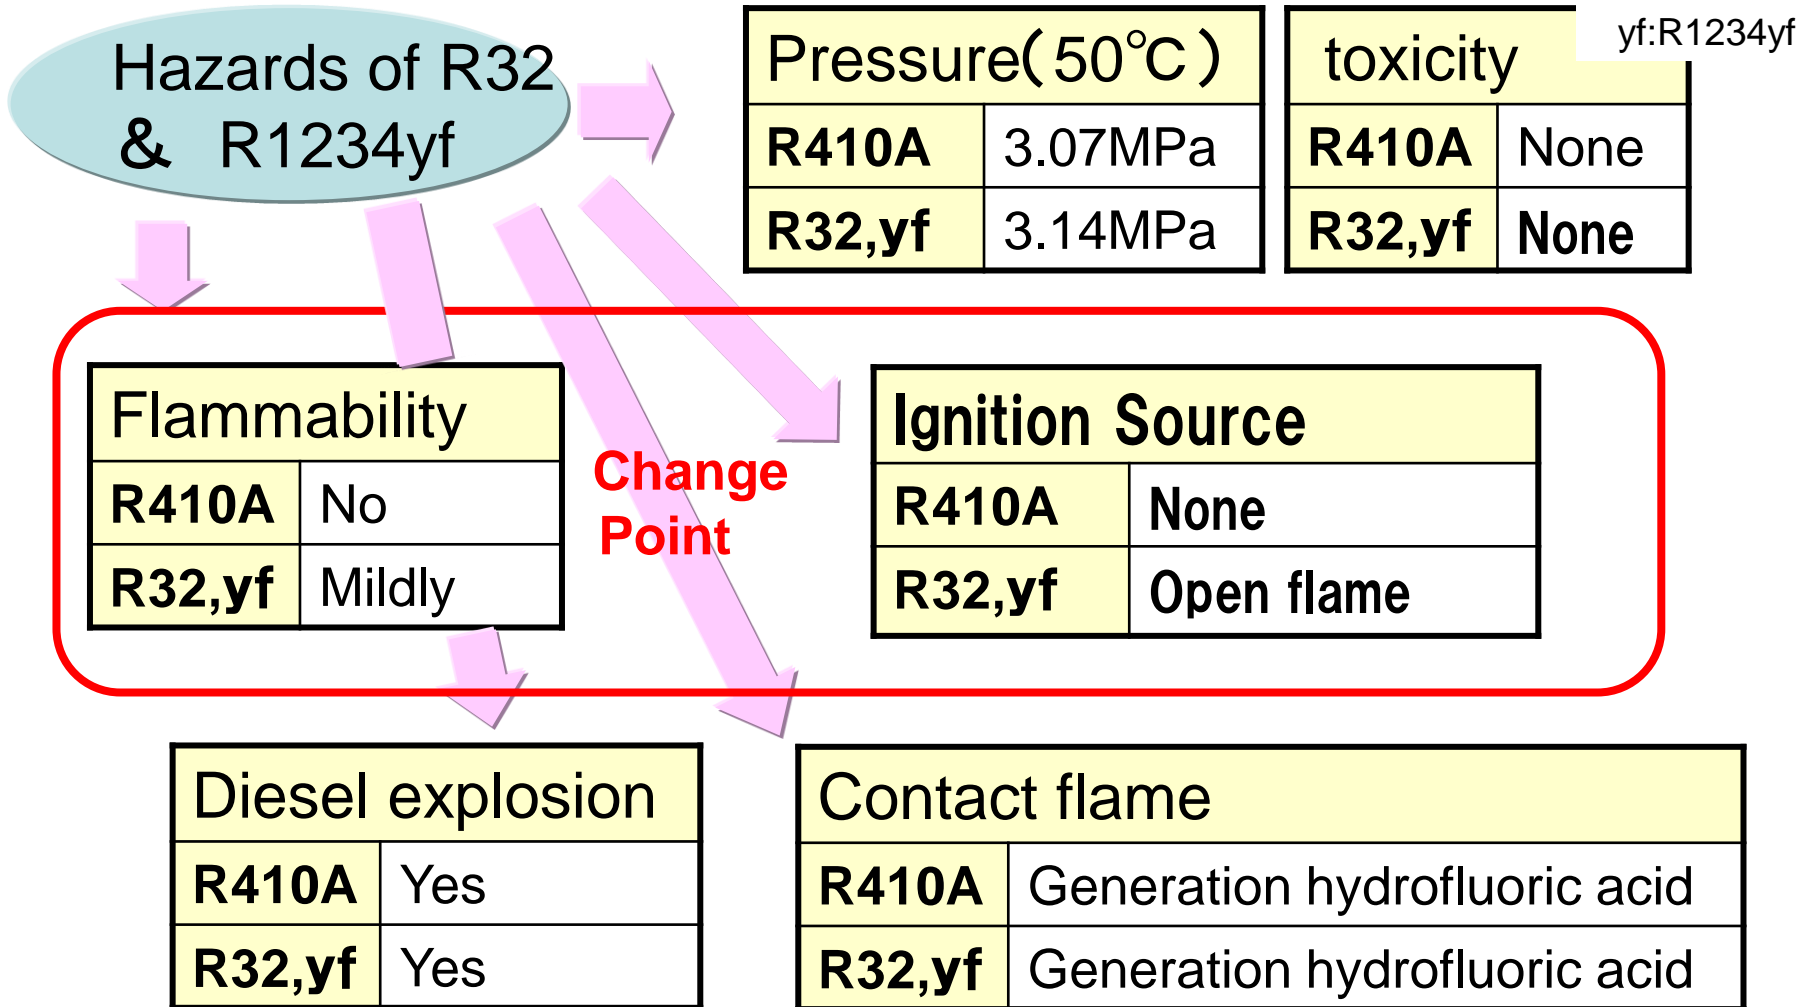 Hazards of R32
& R1234yf
Pressure(50℃)
R410A 3.07MPa
R32,yf 3.14MPa
toxicity
R410A None
R32,yf None
yf:R1234yf
Flammability
R410A No
R32,yf Mildly
Change
Point
Ignition Source
R410A None
R32,yf Open flame
Diesel explosion
R410A Yes
R32,yf Yes
Contact flame
R410A Generation hydrofluoric acid
R32,yf Generation hydrofluoric acid